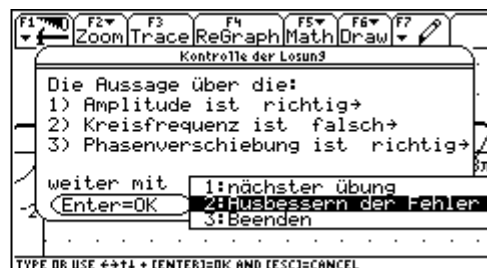 F1 F2 Zoom F3 Trace F4 ReGraph F5 Math F6 Draw F7
Kontrolle der Losung
Die Aussage über die:
1) Amplitude ist richtig→
2) Kreisfrequenz ist falsch→
3) Phasenverschiebung ist richtig→
weiter mit
1:nächster übung
2:Ausbessern der Fehler
3:Beenden
(Enter=OK
-2
TYPE OR USE ←→↑↓ + [ENTER]=OK AND [ESC]=CANCEL